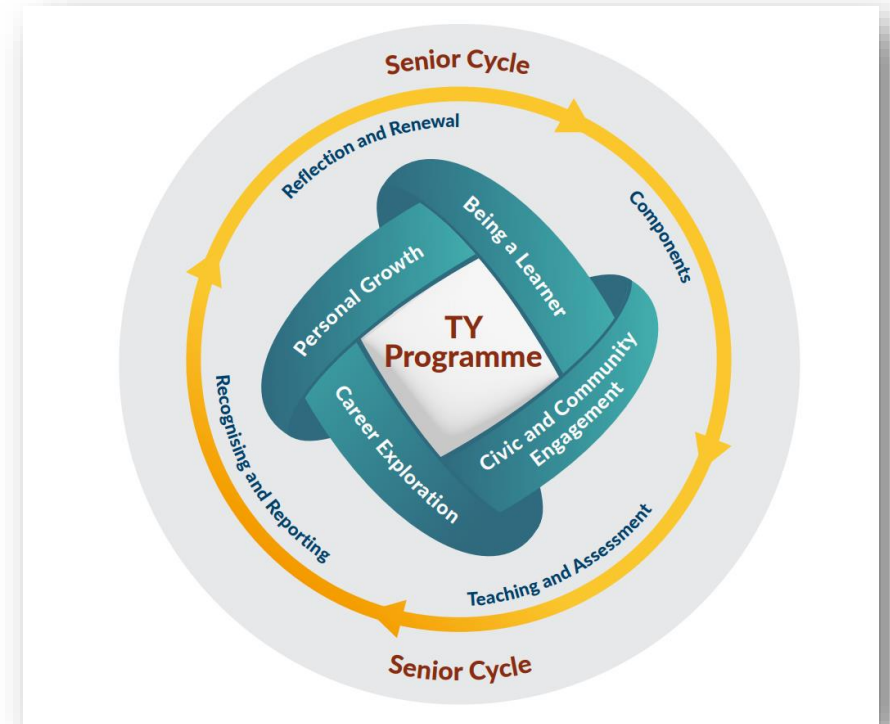 Senior Cycle
Reflection and Renewal
Components
Being a Learner
Personal Growth
TY
Programme
Civic and Community
Engagement
Career Exploration
Recognising and Reporting
Teaching and Assessment
Senior Cycle